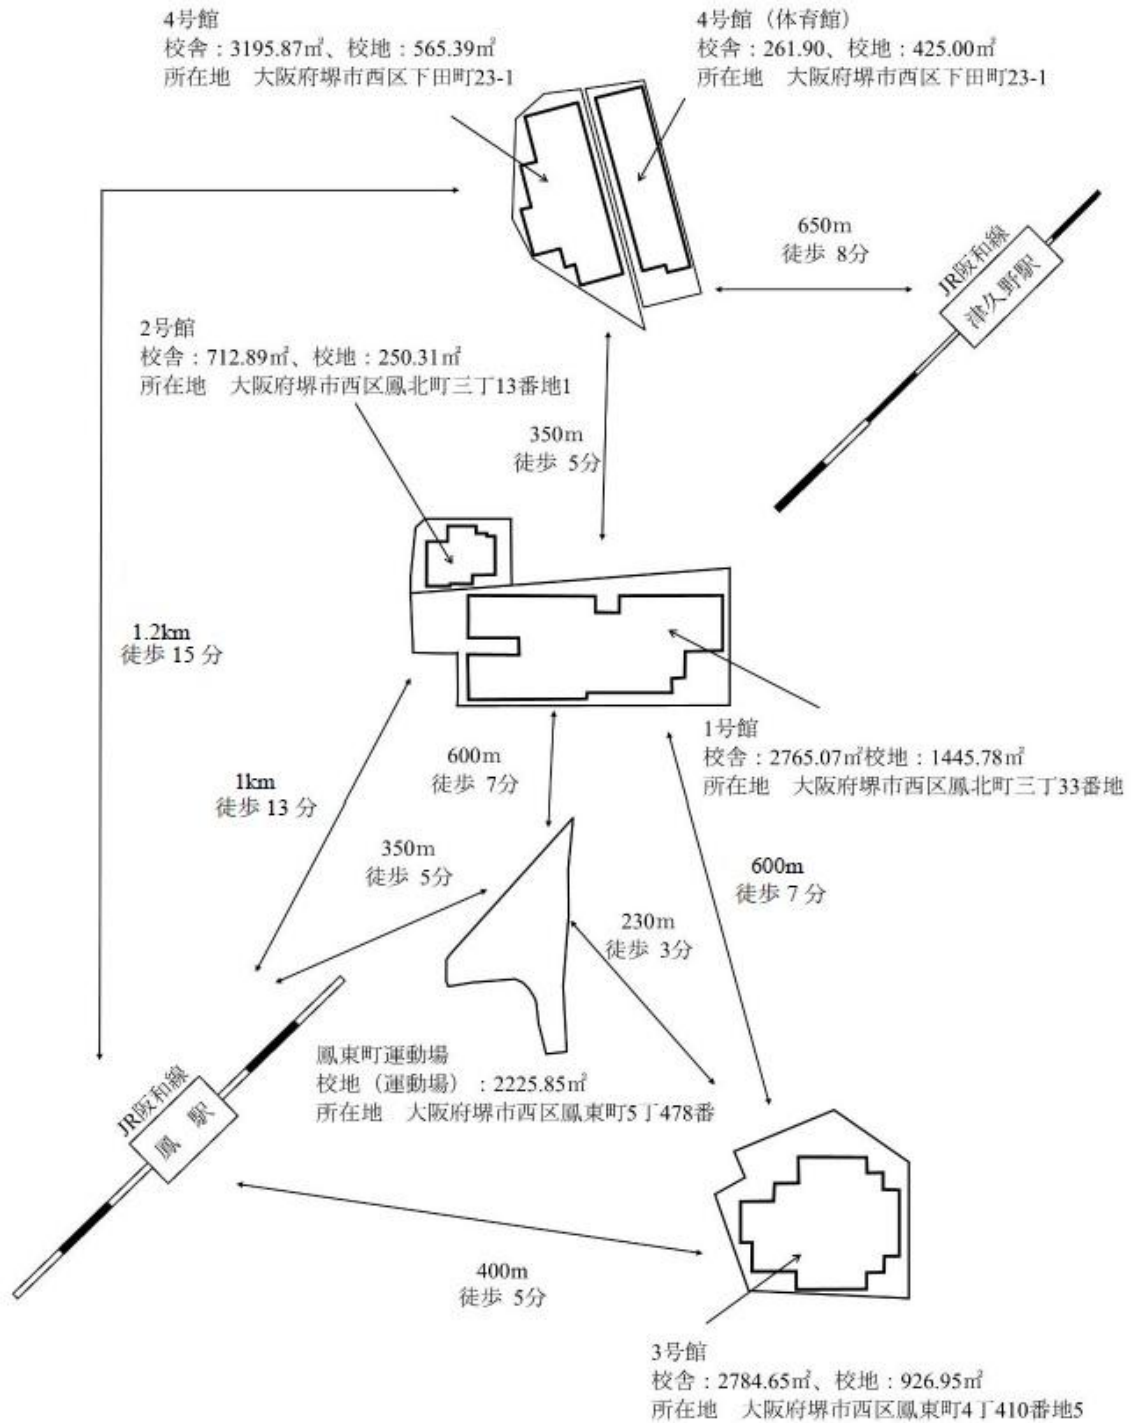 4号館
校舎：3195.87㎡、校地：565.39㎡
所在地　大阪府堺市西区下田町23-1
4号館（体育館）
校舎：261.90、校地：425.00㎡
所在地　大阪府堺市西区下田町23-1
650m
徒歩 8分
JR阪和線
津久野駅
2号館
校舎：712.89㎡、校地：250.31㎡
所在地　大阪府堺市西区鳳北町三丁13番地1
350m
徒歩 5分
1.2km
徒歩 15 分
1号館
校舎：2765.07㎡校地：1445.78㎡
所在地　大阪府堺市西区鳳北町三丁33番地
600m
徒歩 7分
1km
徒歩 13 分
350m
徒歩 5分
600m
徒歩 7 分
230m
徒歩 3分
鳳東町運動場
校地（運動場）：2225.85㎡
所在地　大阪府堺市西区鳳東町5丁478番
JR阪和線
鳳　駅
400m
徒歩 5分
3号館
校舎：2784.65㎡、校地：926.95㎡
所在地　大阪府堺市西区鳳東町4丁410番地5